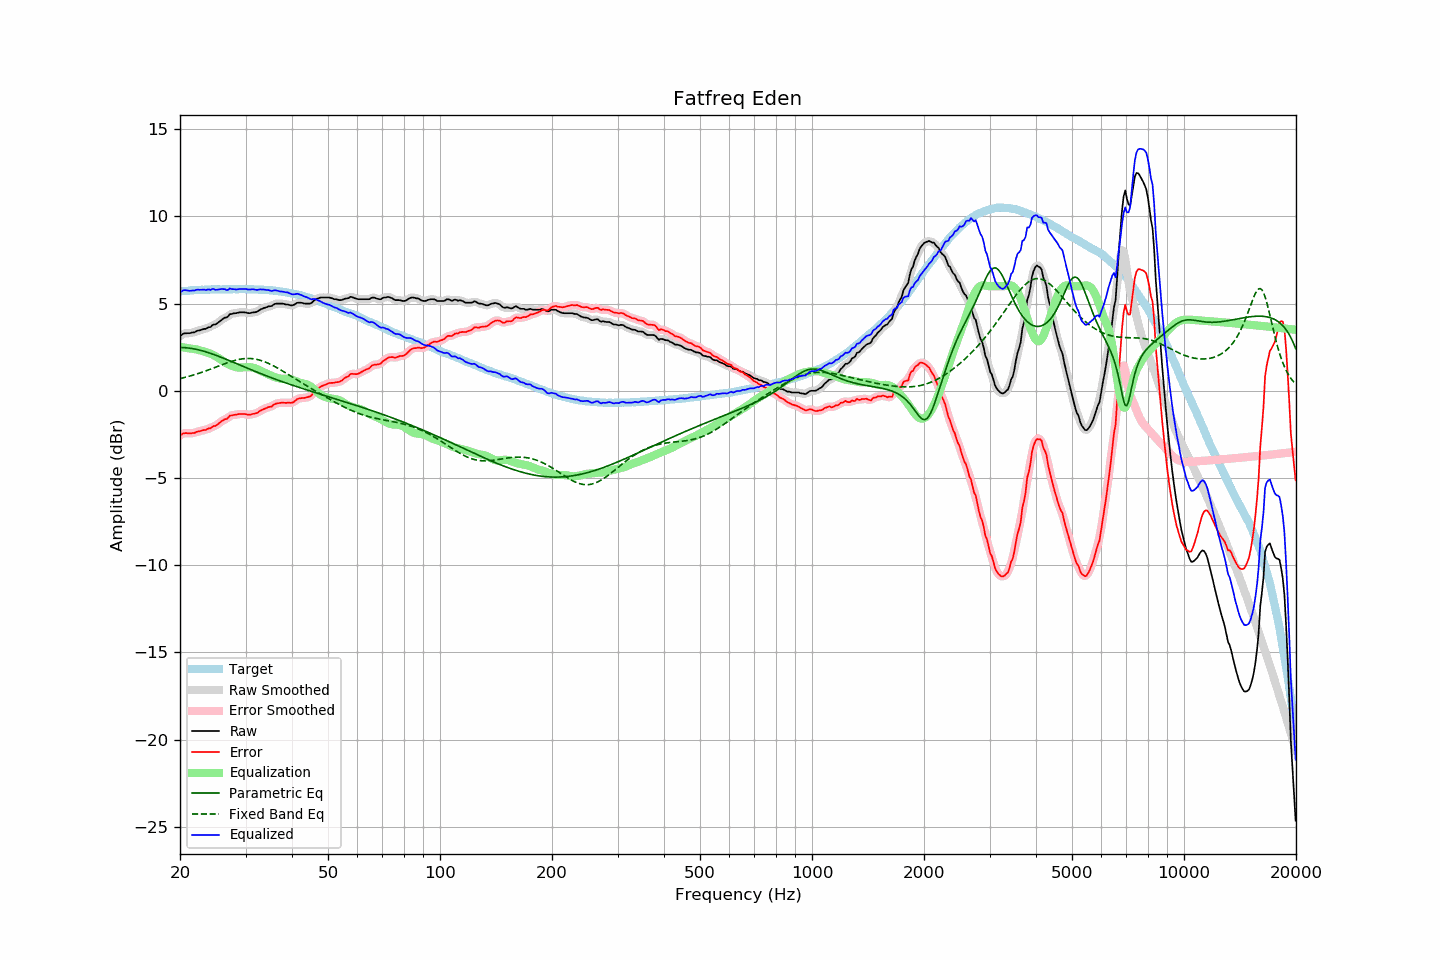 Fatfreq Eden
Amplitude (dBr)
15
10
5
0
−5
−10
−15
−20
−25
Target
Raw Smoothed
Error Smoothed
Raw
Error
Equalization
Parametric Eq
Fixed Band Eq
Equalized
20
50
100
200
500
1000
2000
5000
10000
20000
Frequency (Hz)